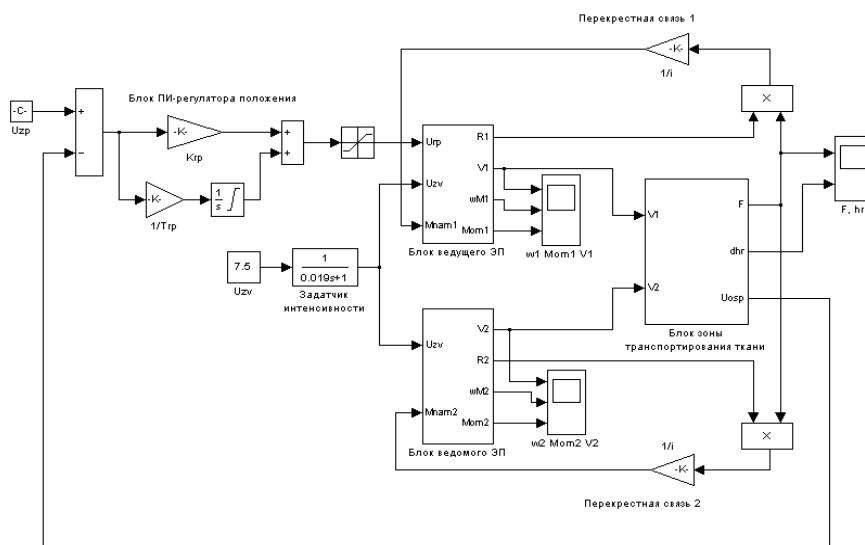 Перекрестная связь 1
-K-
1/i
Блок ПИ-регулятора положения
-C-
Uzp
+
−
-K-
Krp
+
+
-K-
1/Trp
1
s
X
Urp
Uzv
Mnam1
R1
V1
wM1
Mom1
Блок ведущего ЭП
w1 Mom1 V1
V1
V2
F
dhr
Uosp
Блок зоны
транспортирования ткани
F, hr
7.5
Uzv
1
0.019s+1
Задатчик
интенсивности
Uzv
Mnam2
V2
R2
wM2
Mom2
Блок ведомого ЭП
w2 Mom2 V2
X
1/i
-K-
Перекрестная связь 2